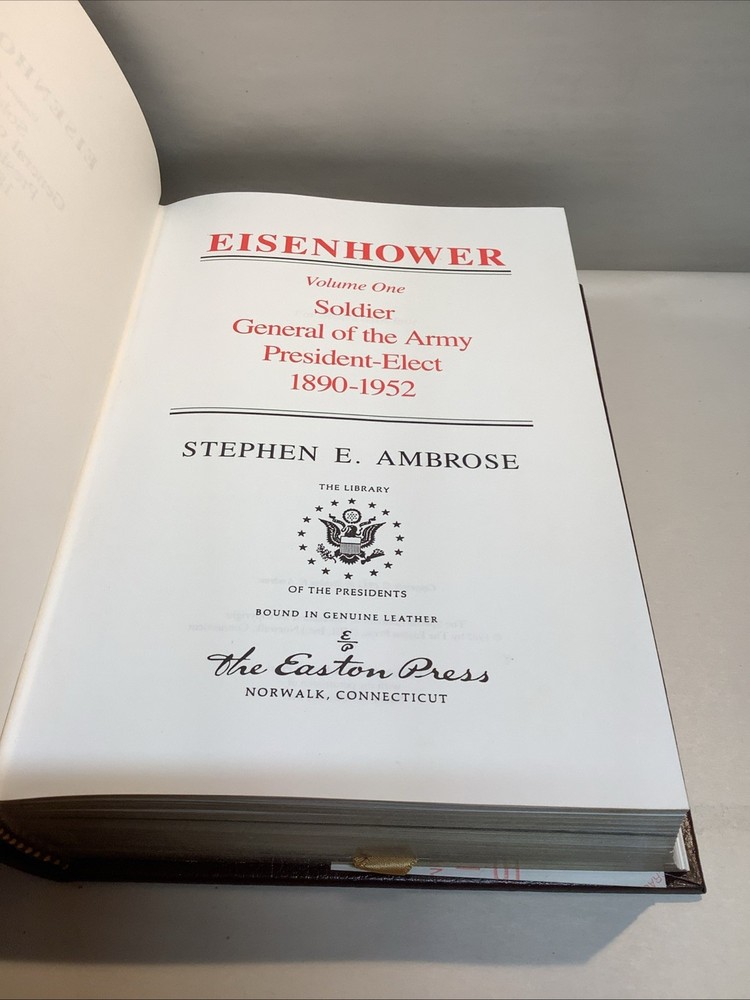 EISENHOWER
Volume One
Soldier
General of the Army
President-Elect
1890-1952
STEPHEN E. AMBROSE
THE LIBRARY
OF THE PRESIDENTS
BOUND IN GENUINE LEATHER
E
P
the Easton Press
NORWALK, CONNECTICUT